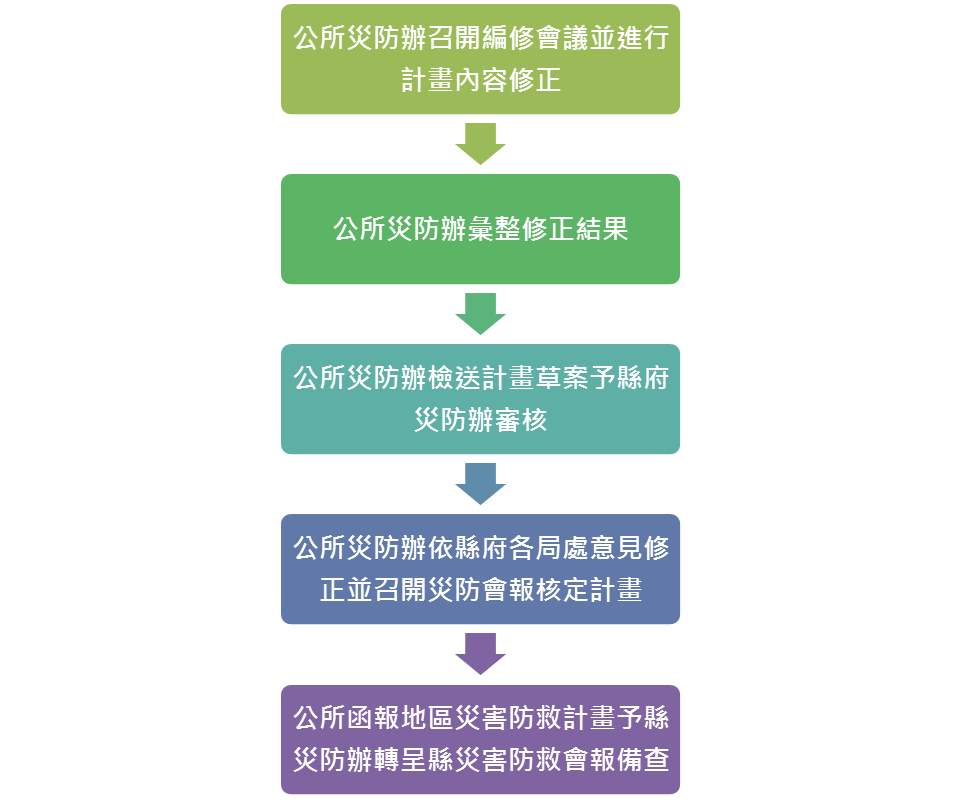 公所災防辦召開編修會議並進行
計畫內容修正
公所災防辦彙整修正結果
公所災防辦檢送計畫草案予縣府
災防辦審核
公所災防辦依縣府各局處意見修
正並召開災防會報核定計畫
公所函報地區災害防救計畫予縣
災防辦轉呈縣災害防救會報備查